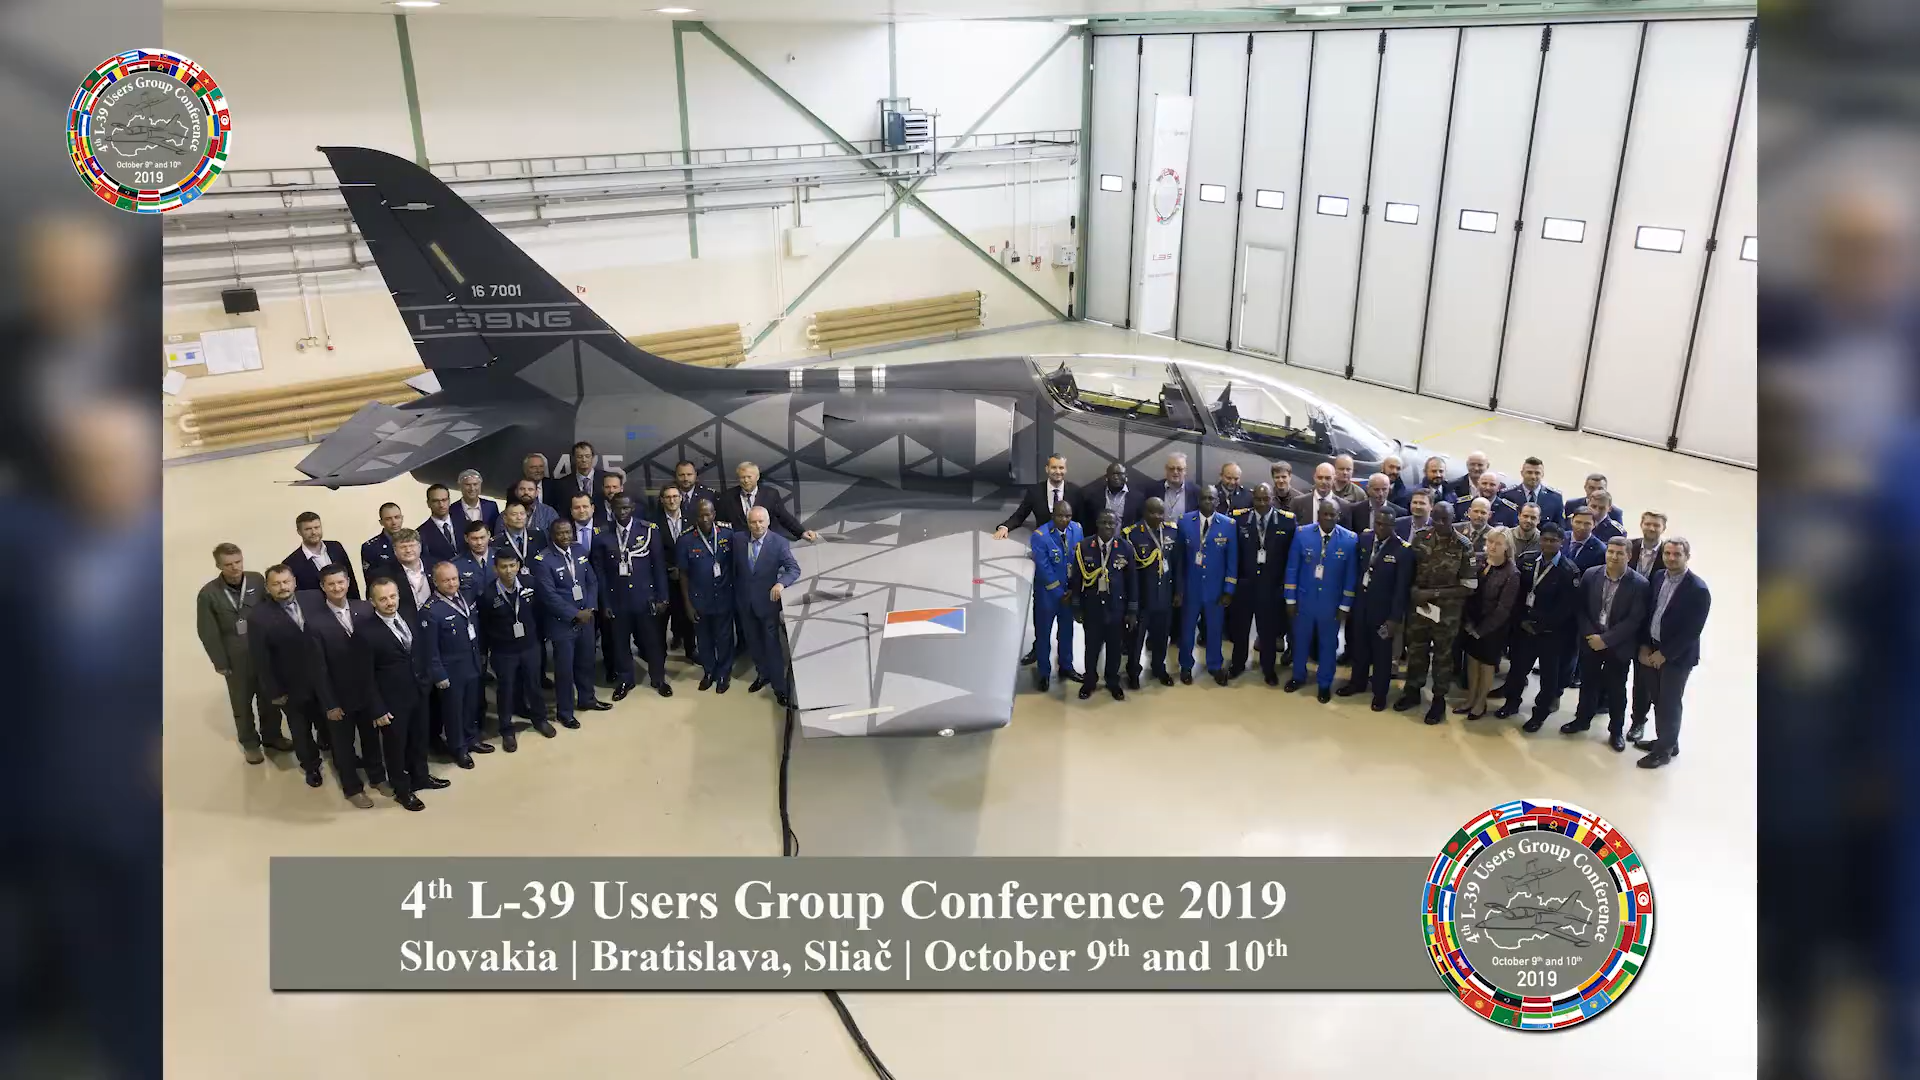 4th L-39 Users Group Conference
October 9th and 10th
2019
16 7001
L-39NG
4th L-39 Users Group Conference 2019
Slovakia | Bratislava, Sliač | October 9th and 10th
4th L-39 Users Group Conference
October 9th and 10th
2019